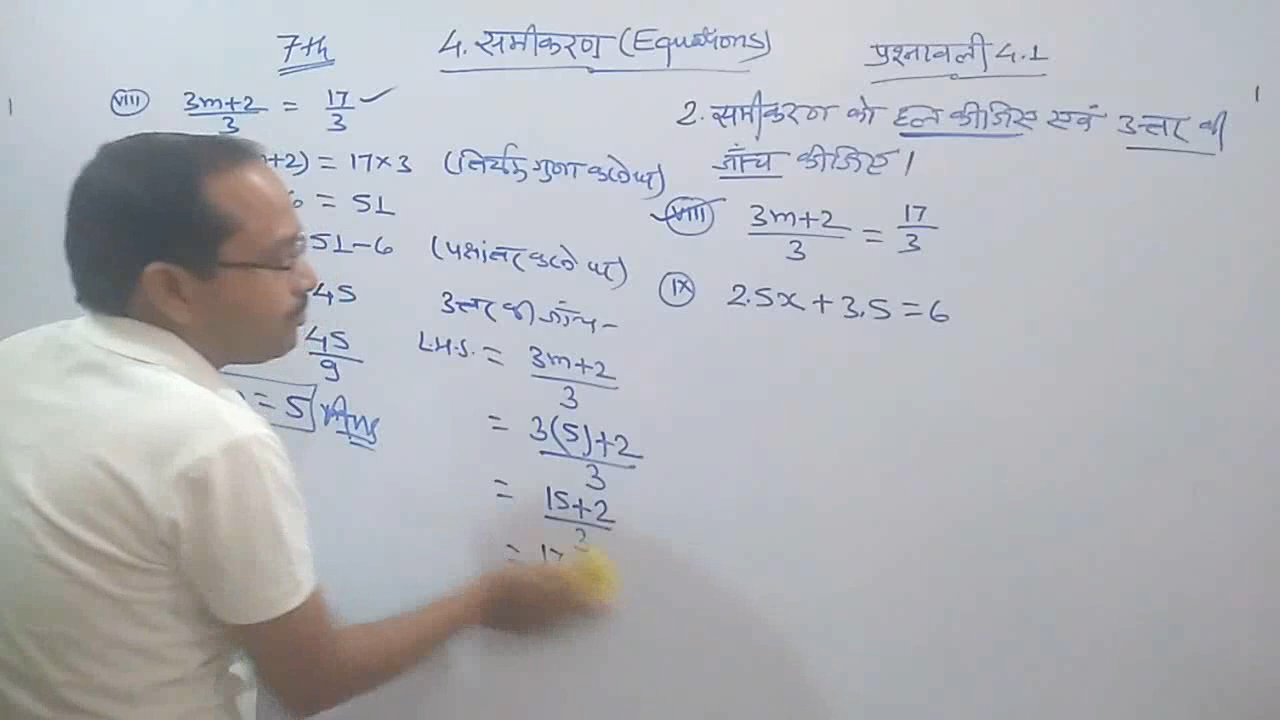 7th
4. समीकरण (Equations)
प्रश्नावली 4.1
VIII 3m+2/3 = 17/3 ✓
+2) = 17×3 (तिर्यक गुणा करने पर)
6 = 51
51-6 (पक्षांतर करने पर)
45
45/9
= 5 Ans
उत्तर की जाँच -
L.H.S. = 3m+2/3
= 3(5)+2/3
= 15+2/3
= 17
2. समीकरण को हल कीजिए एवं उत्तर की
जाँच कीजिए।
VIII 3m+2/3 = 17/3
IX 2.5x+3.5=6